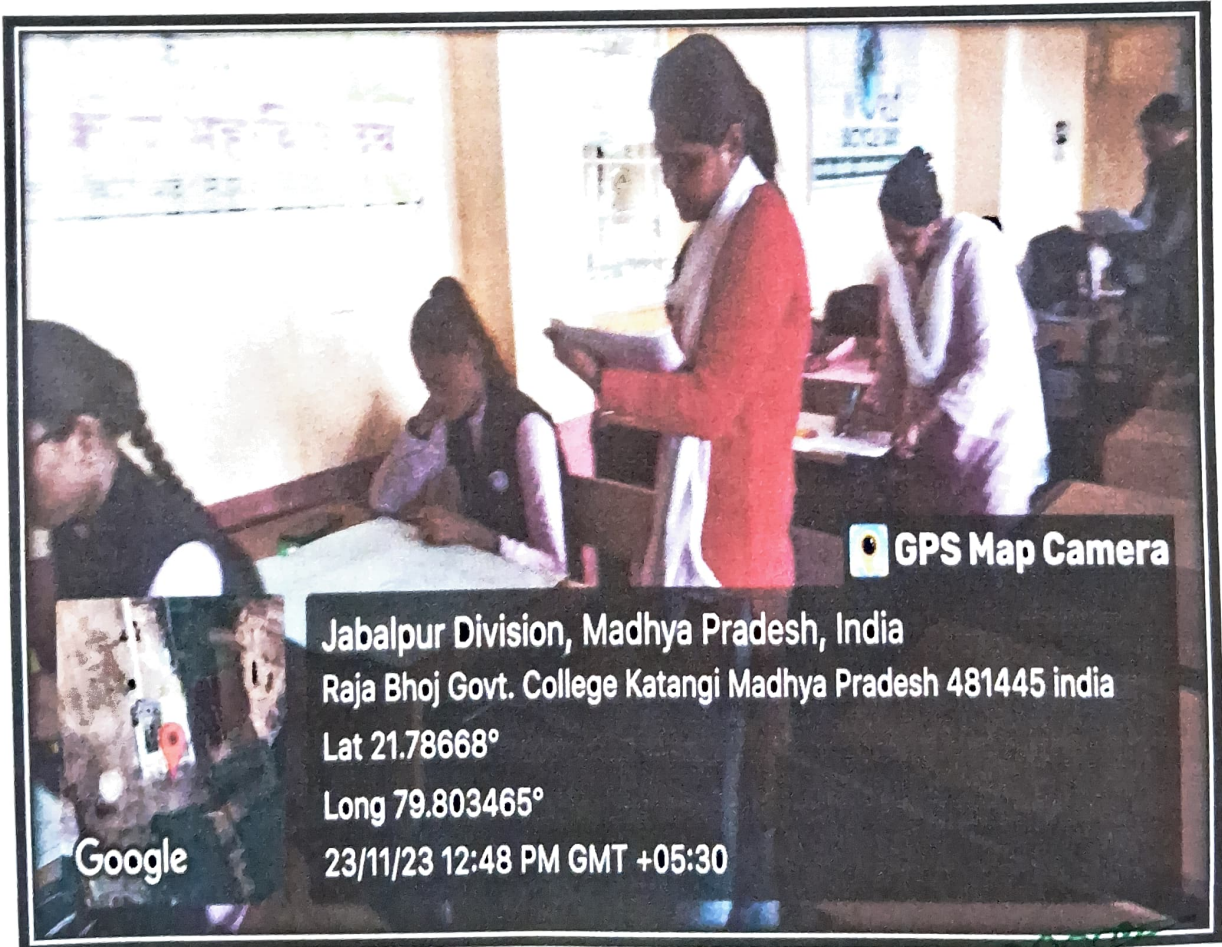 GPS Map Camera
Jabalpur Division, Madhya Pradesh, India
Raja Bhoj Govt. College Katangi Madhya Pradesh 481445 india
Lat 21.78668°
Long 79.803465°
23/11/23 12:48 PM GMT +05:30
Google